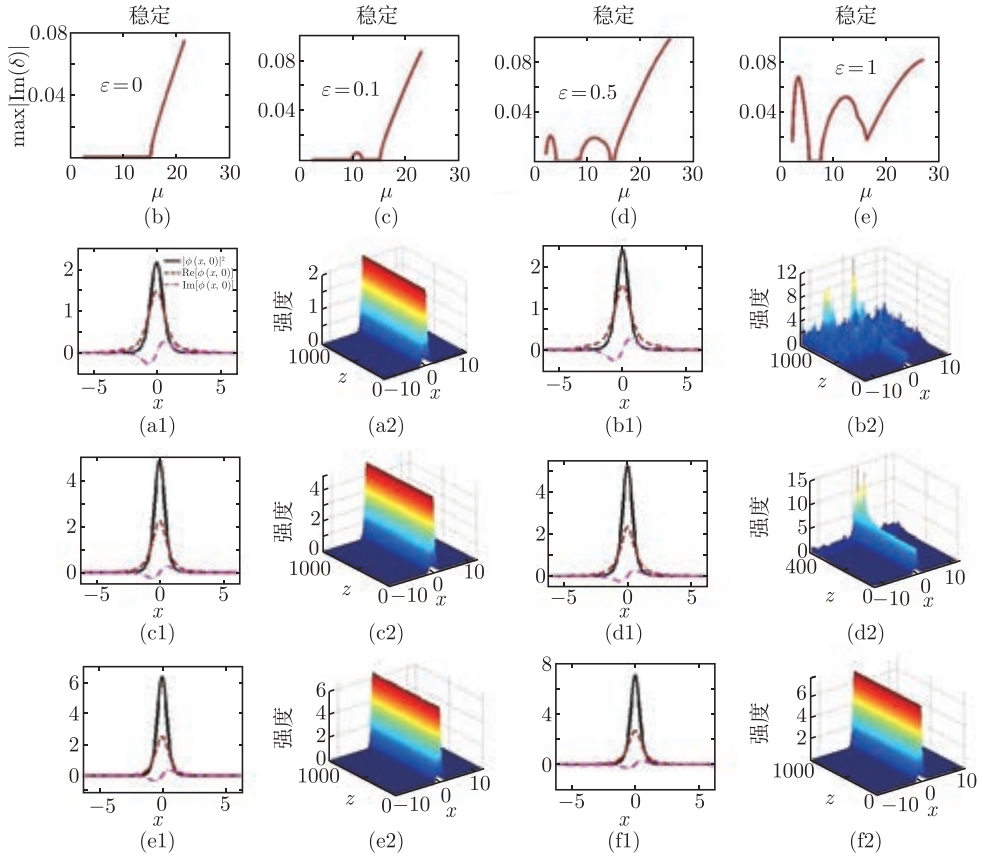 稳定 稳定 稳定 稳定
max|Im(δ)|
0.08 0.08 0.08 0.08
0.04 0.04 0.04 0.04
ε=0 ε=0.1 ε=0.5 ε=1
0 10 20 30 0 10 20 30 0 10 20 30 0 10 20 30
μ μ μ μ
(b) (c) (d) (e)
2 1 0
|ϕ(x, 0)|²
Re[ϕ(x, 0)]
Im[ϕ(x, 0)]
−5 0 5
x
强度
2 1 0
1000 z 0 −10 0 x 10
2 1 0
−5 0 5
x
强度
12 8 4 0
1000 z 0 −10 0 x 10
(a1) (a2) (b1) (b2)
4 2 0
−5 0 5
x
强度
4 3 2 1 0
1000 z 0 −10 0 x 10
4 2 0
−5 0 5
x
强度
15 10 5 0
400 z 0 −10 0 x 10
(c1) (c2) (d1) (d2)
6 4 2 0
−5 0 5
x
强度
6 4 2 0
1000 z 0 −10 0 x 10
8 4 0
−5 0 5
x
强度
6 4 2 0
1000 z 0 −10 0 x 10
(e1) (e2) (f1) (f2)